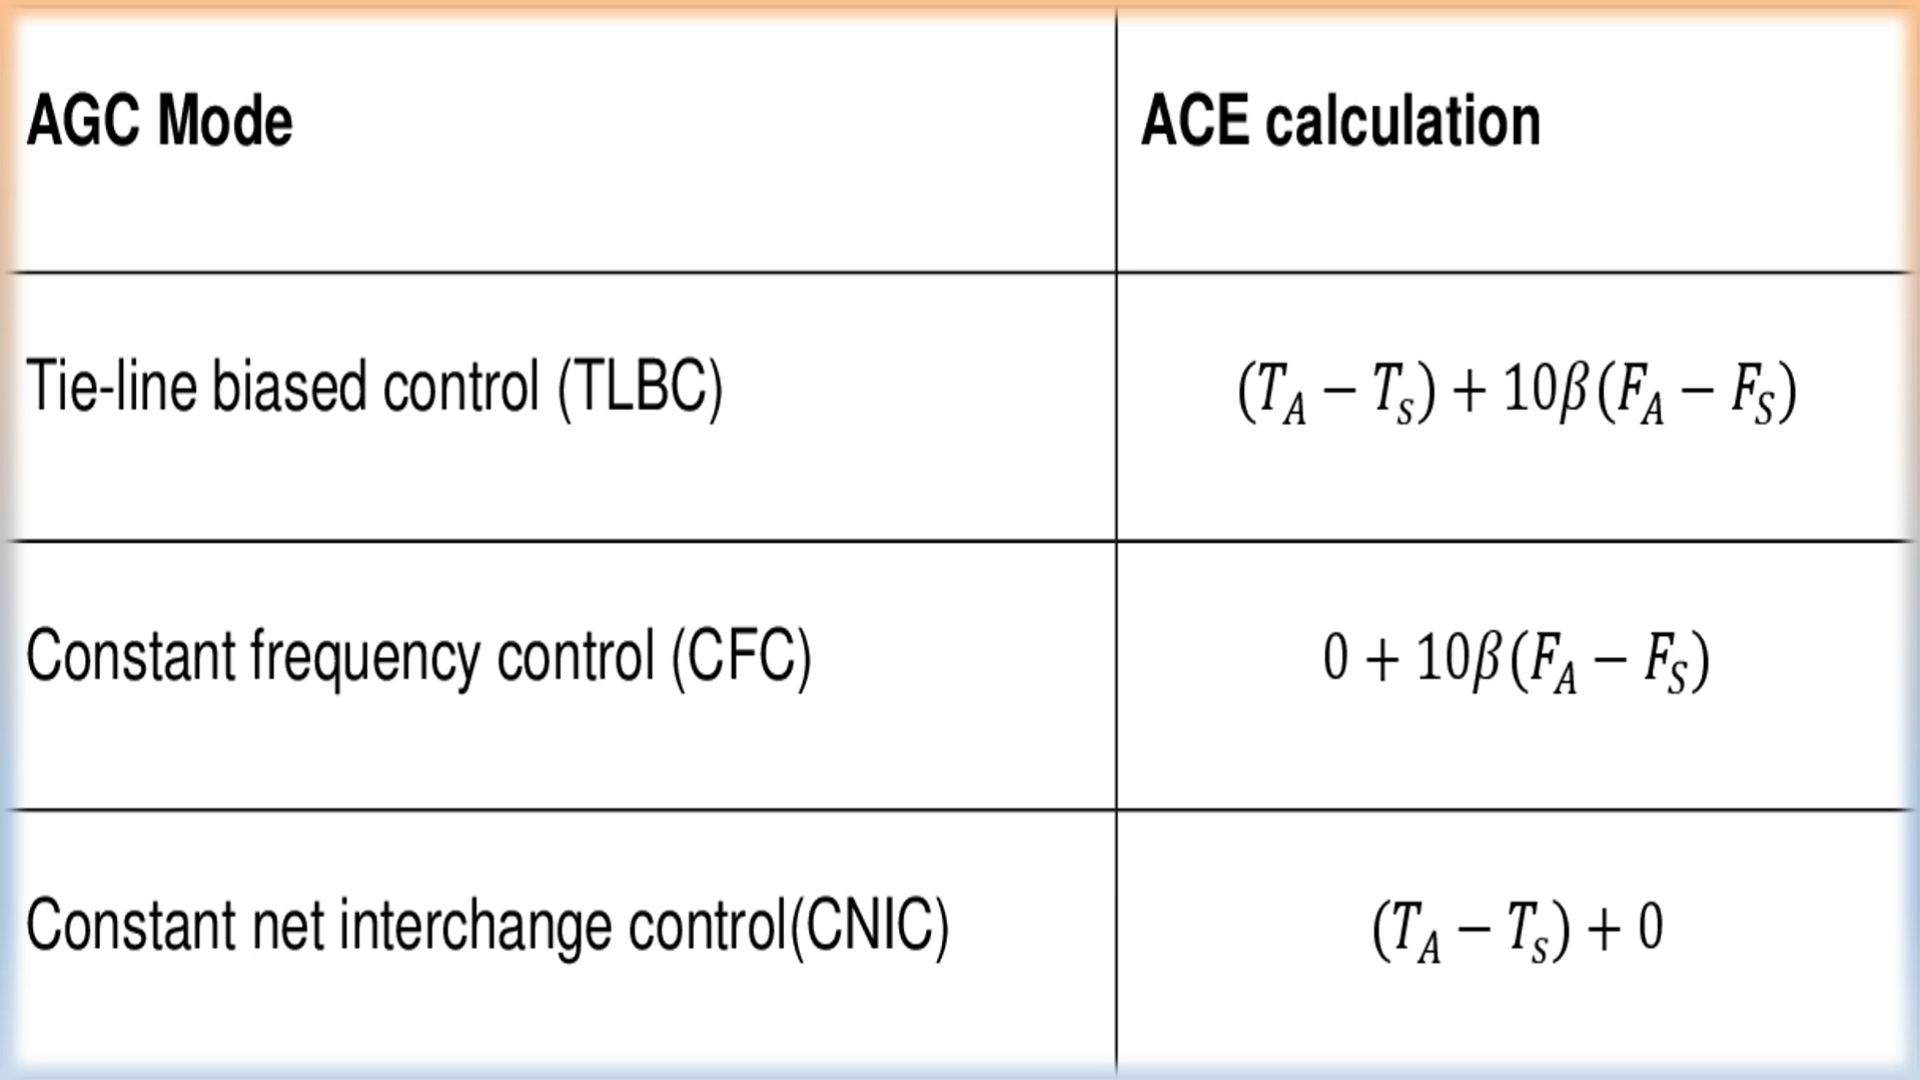 AGC Mode
ACE calculation
Tie-line biased control (TLBC)
(T_A − T_s) + 10β(F_A − F_S)
Constant frequency control (CFC)
0 + 10β(F_A − F_S)
Constant net interchange control(CNIC)
(T_A − T_s) + 0